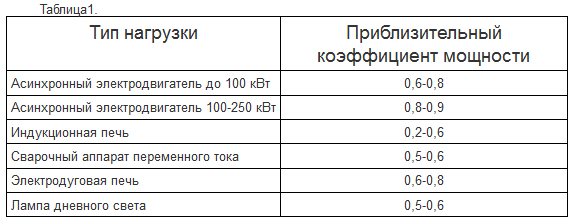 Таблица1.
Тип нагрузки
Приблизительный
коэффициент мощности
Асинхронный электродвигатель до 100 кВт
0,6-0,8
Асинхронный электродвигатель 100-250 кВт
0,8-0,9
Индукционная печь
0,2-0,6
Сварочный аппарат переменного тока
0,5-0,6
Электродуговая печь
0,6-0,8
Лампа дневного света
0,5-0,6